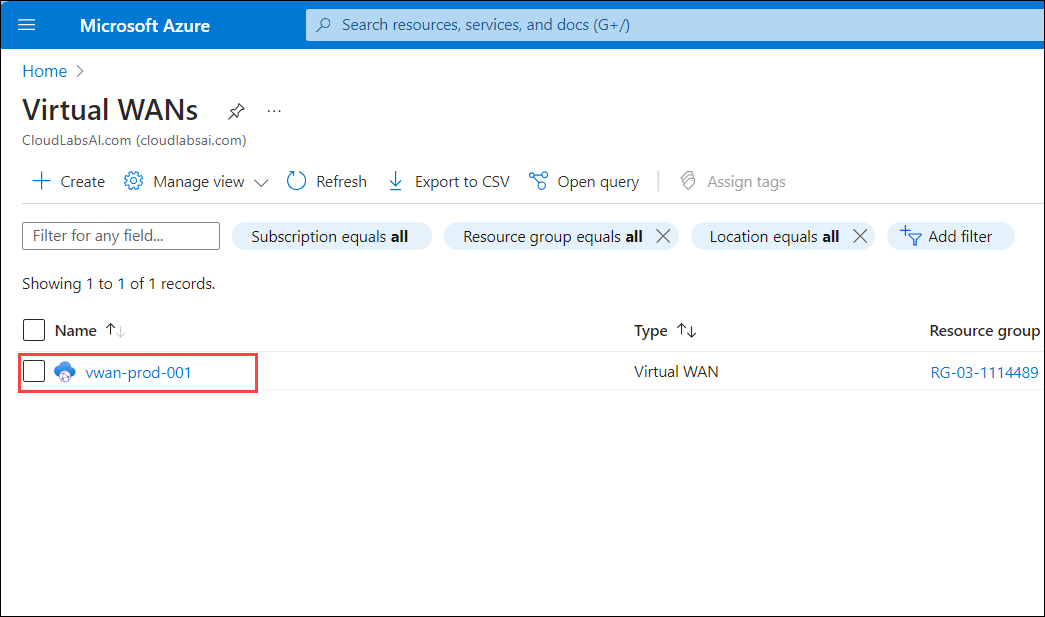 Microsoft Azure Search resources, services, and docs (G+/)
Home
Virtual WANs ...
CloudLabsAI.com (cloudlabsai.com)
Create Manage view Refresh Export to CSV Open query Assign tags
Filter for any field... Subscription equals all Resource group equals all Location equals all Add filter
Showing 1 to 1 of 1 records.
Name Type Resource group
vwan-prod-001 Virtual WAN RG-03-1114489